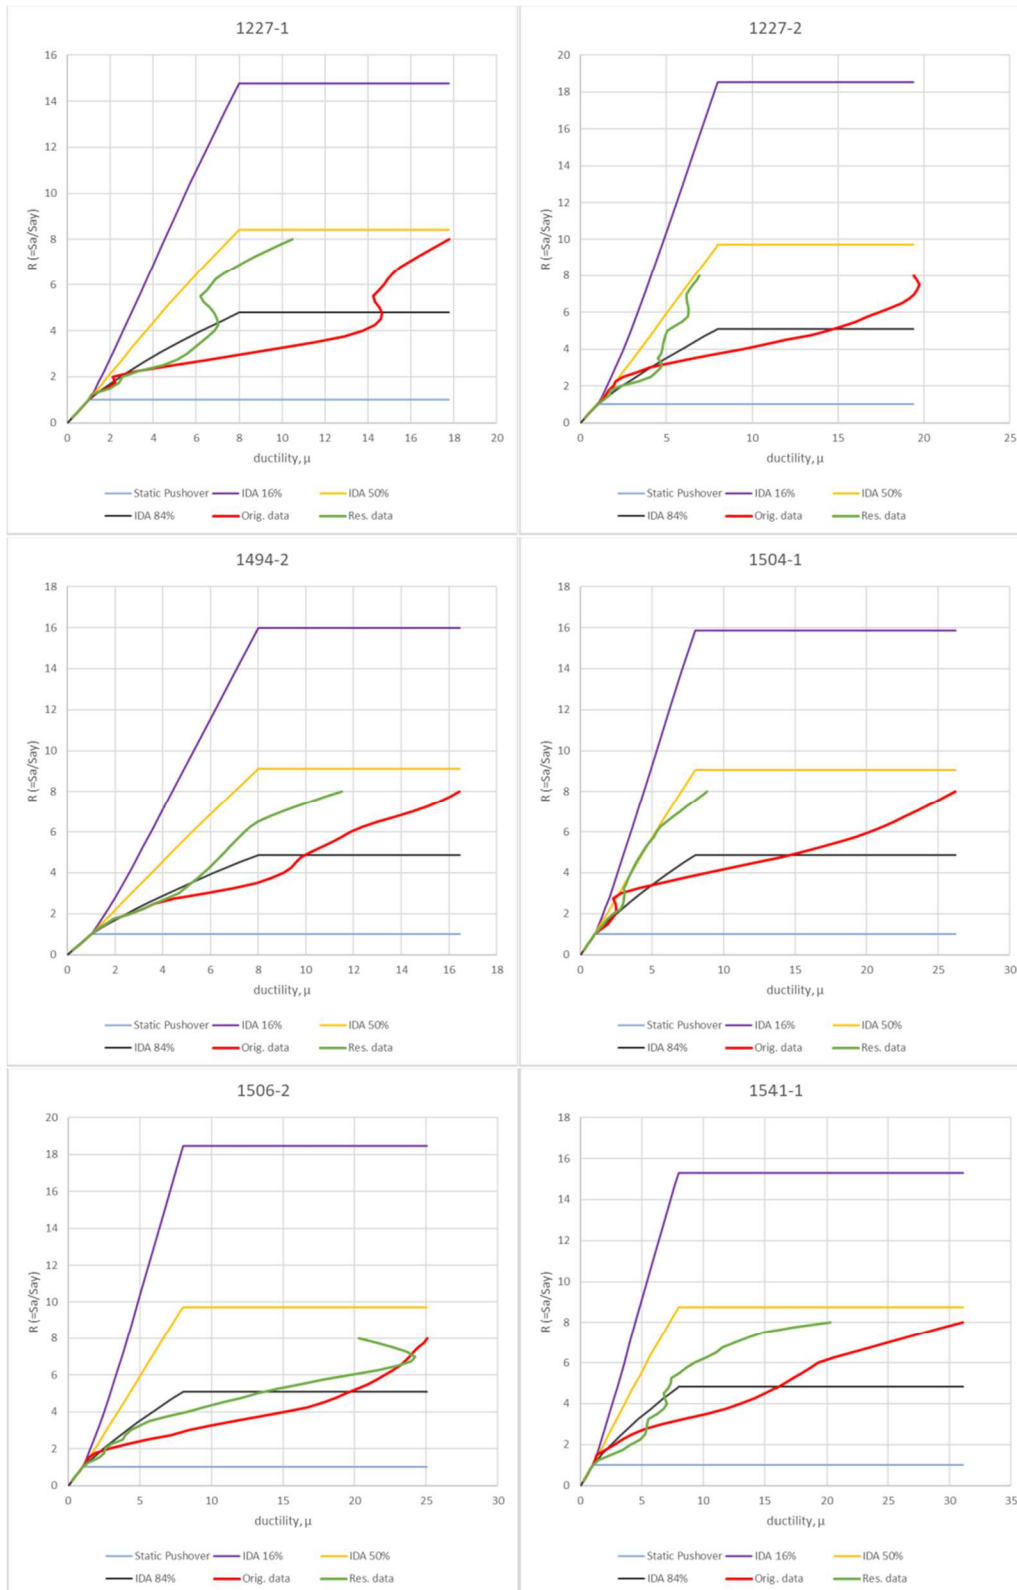 1227-1
R (=Sa/Say)
16
14
12
10
8
6
4
2
0
0 2 4 6 8 10 12 14 16 18 20
ductility, μ
Static Pushover IDA 16% IDA 50%
IDA 84% Orig. data Res. data
1227-2
R (=Sa/Say)
20
18
16
14
12
10
8
6
4
2
0
0 5 10 15 20 25
ductility, μ
Static Pushover IDA 16% IDA 50%
IDA 84% Orig. data Res. data
1494-2
R (=Sa/Say)
18
16
14
12
10
8
6
4
2
0
0 2 4 6 8 10 12 14 16 18
ductility, μ
Static Pushover IDA 16% IDA 50%
IDA 84% Orig. data Res. data
1504-1
R (=Sa/Say)
18
16
14
12
10
8
6
4
2
0
0 5 10 15 20 25 30
ductility, μ
Static Pushover IDA 16% IDA 50%
IDA 84% Orig. data Res. data
1506-2
R (=Sa/Say)
20
18
16
14
12
10
8
6
4
2
0
0 5 10 15 20 25 30
ductility, μ
Static Pushover IDA 16% IDA 50%
IDA 84% Orig. data Res. data
1541-1
R (=Sa/Say)
18
16
14
12
10
8
6
4
2
0
0 5 10 15 20 25 30 35
ductility, μ
Static Pushover IDA 16% IDA 50%
IDA 84% Orig. data Res. data